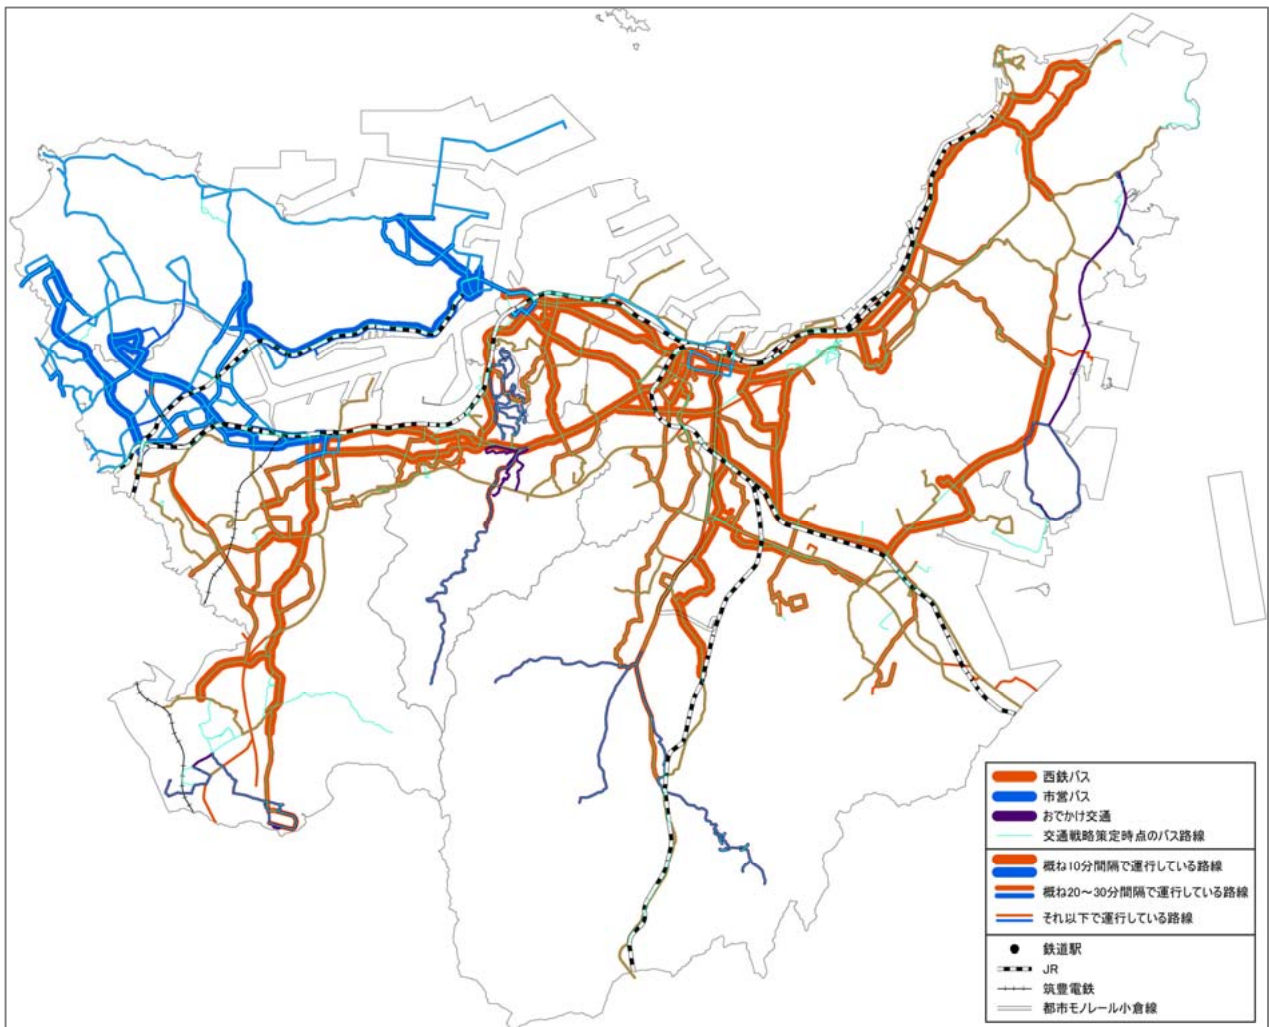 西鉄バス
市営バス
おでかけ交通
交通戦略策定時点のバス路線
概ね10分間隔で運行している路線
概ね20～30分間隔で運行している路線
それ以下で運行している路線
鉄道駅
JR
筑豊電鉄
都市モノレール小倉線